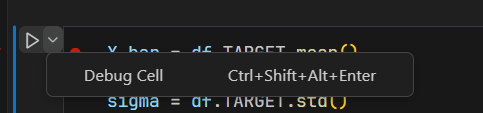 X_bar = df.TARGET.mean()
Debug Cell Ctrl+Shift+Alt+Enter
sigma = df.TARGET.std()